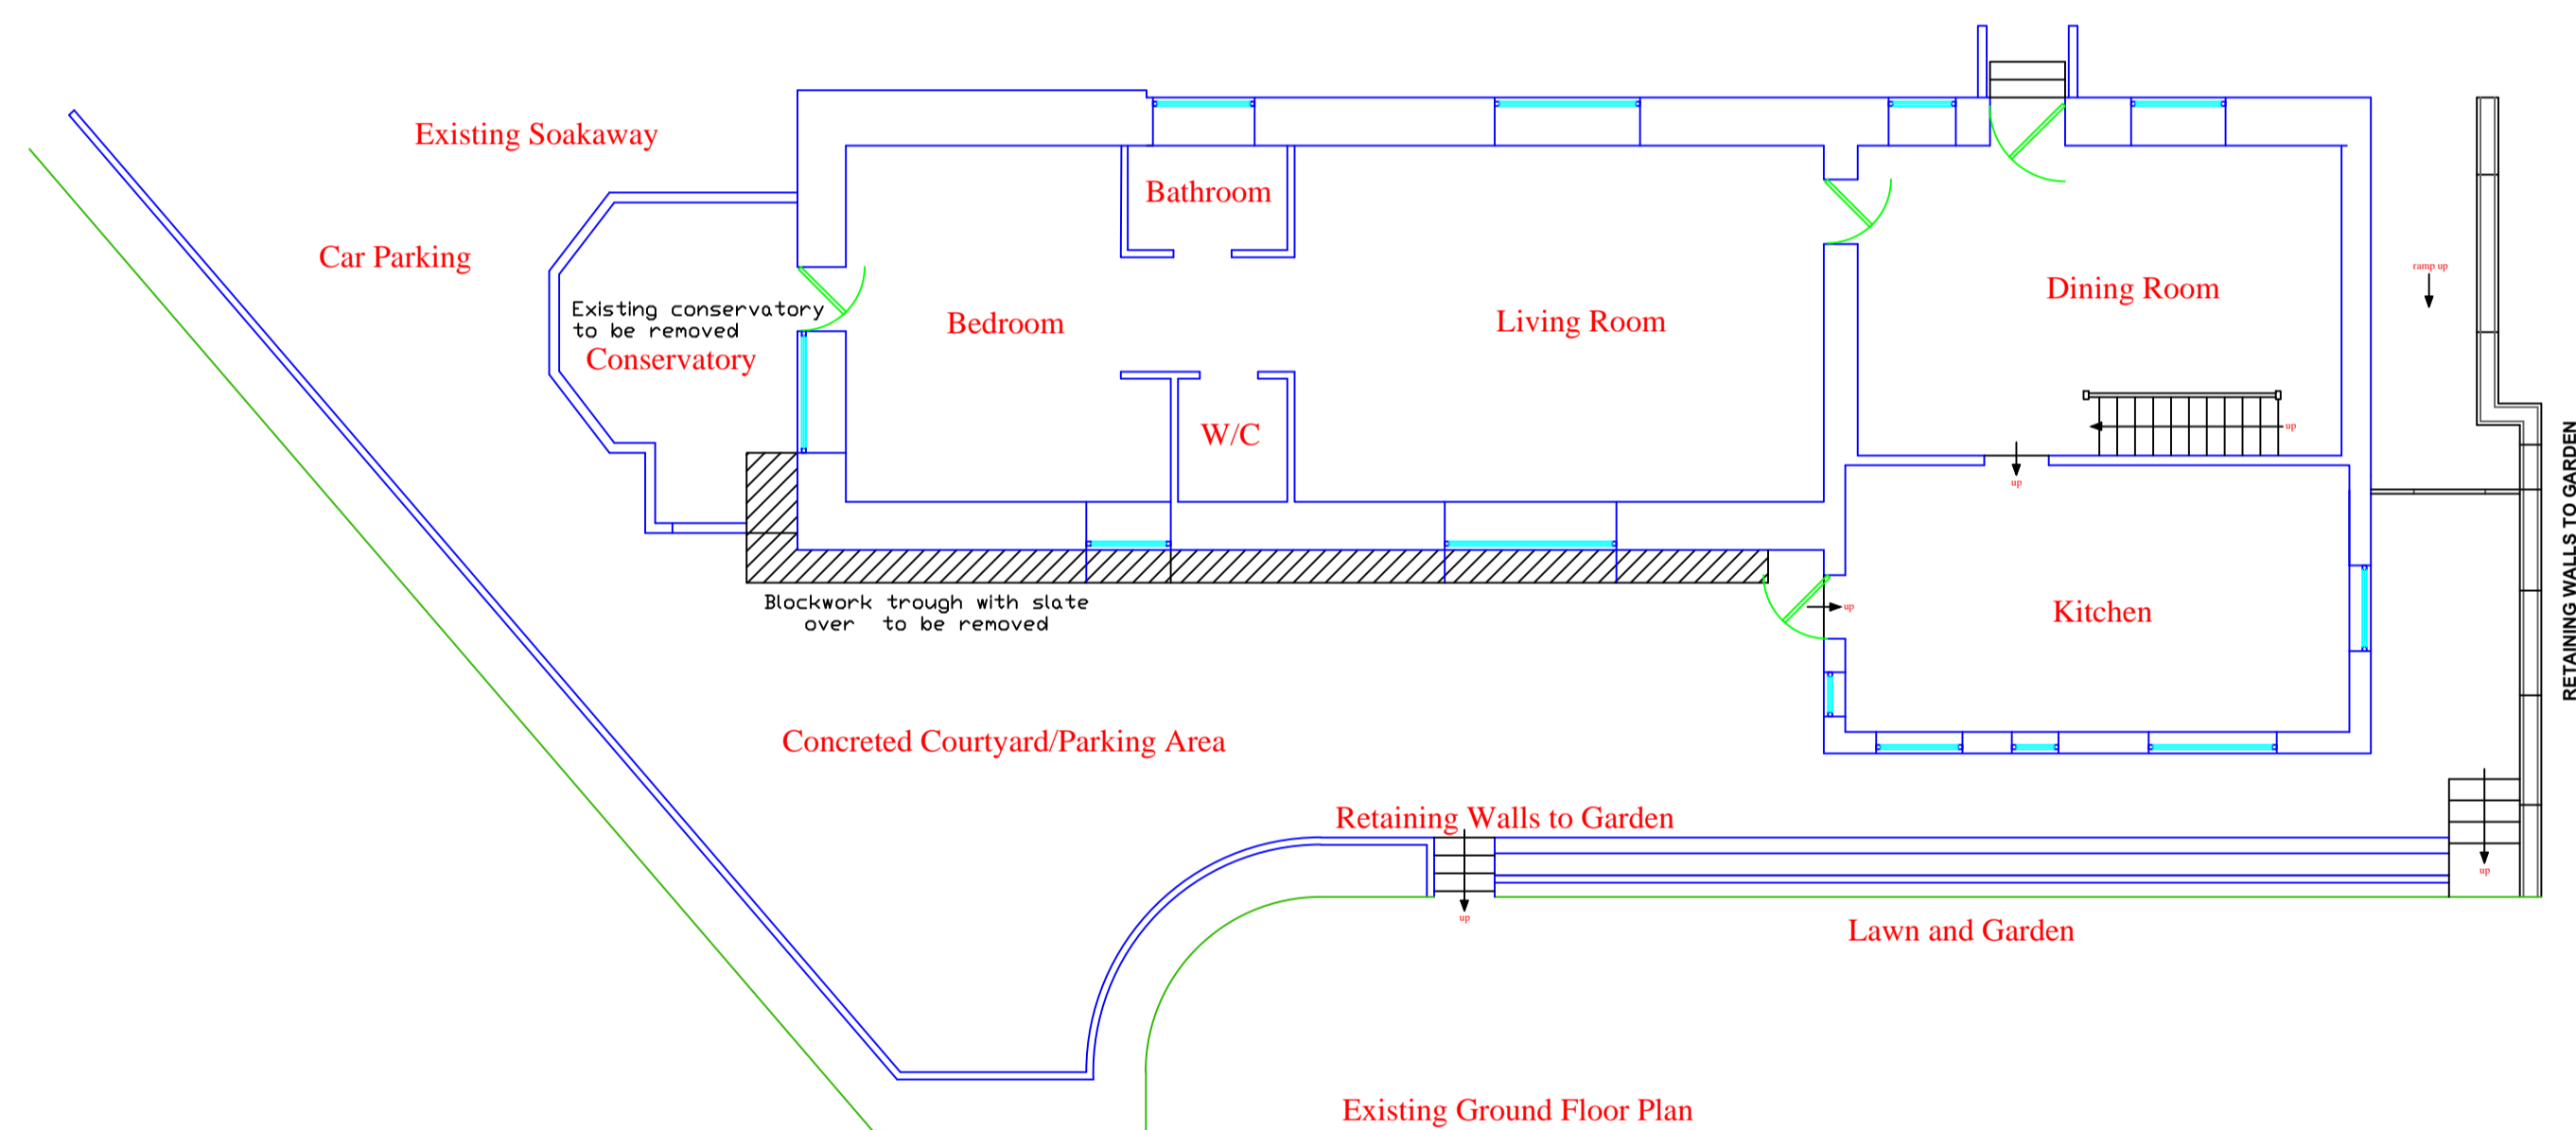 Existing Soakaway
Bathroom
Car Parking
ramp up
Dining Room
Existing conservatory
to be removed
Conservatory
Bedroom
Living Room
W/C
up
up
RETAINING WALLS TO GARDEN
Blockwork trough with slate
over to be removed
up
Kitchen
Concreted Courtyard/Parking Area
Retaining Walls to Garden
up
up
Lawn and Garden
Existing Ground Floor Plan